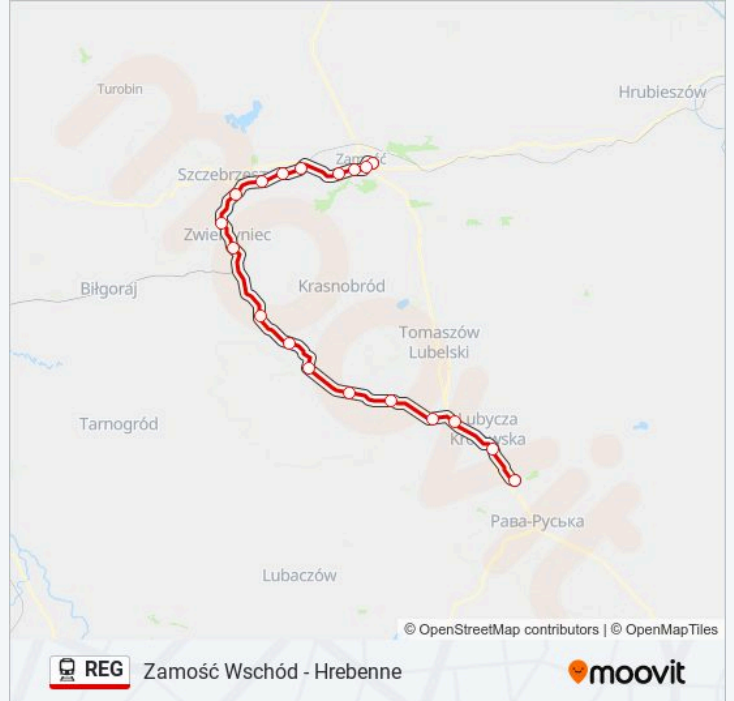 Turobin
Hrubieszów
Zamość
Szczebrzes
Zwierzyniec
Biłgoraj
Krasnobród
Tomaszów
Lubelski
Tarnogród
Lubycza
Królewska
Рава-Руська
Lubaczów
© OpenStreetMap contributors | © OpenMapTiles
REG Zamość Wschód - Hrebenne
moovit